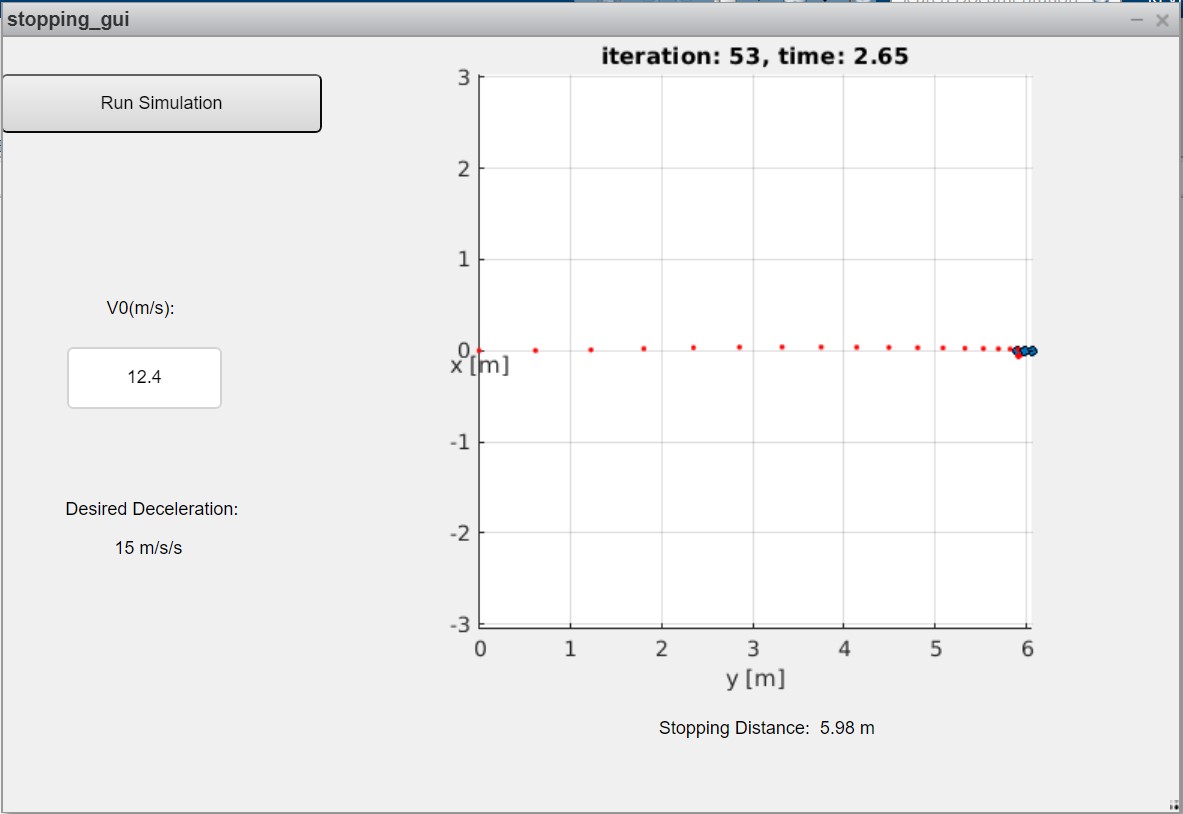 stopping_gui
Run Simulation
V0(m/s):
12.4
Desired Deceleration:
15 m/s/s
iteration: 53, time: 2.65
3
2
1
0
x [m]
-1
-2
-3
0 1 2 3 4 5 6
y [m]
Stopping Distance: 5.98 m